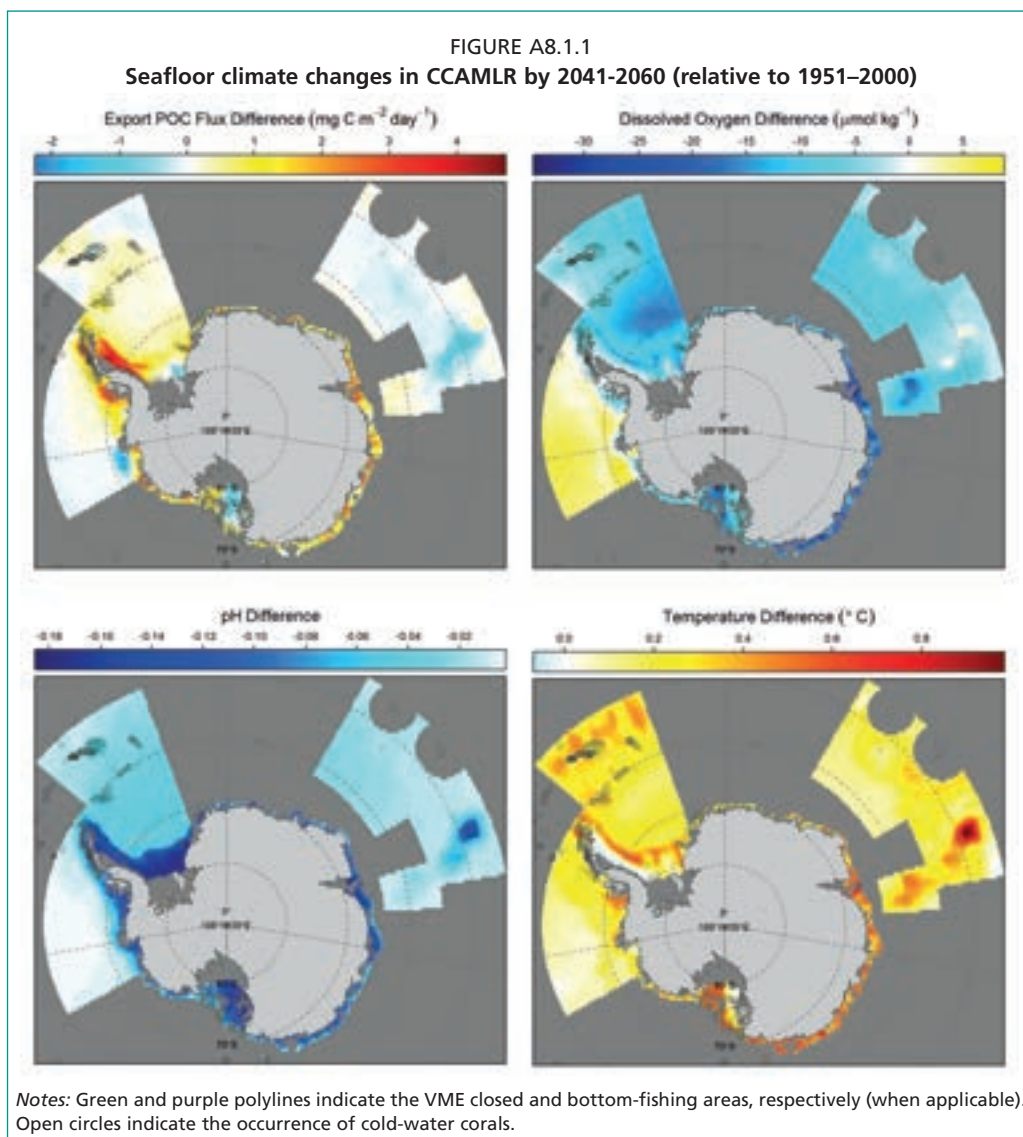 FIGURE A8.1.1
Seafloor climate changes in CCAMLR by 2041-2060 (relative to 1951–2000)
Export POC Flux Difference (mg C m⁻² day⁻¹)
-2 -1 0 1 2 3 4
Dissolved Oxygen Difference (μmol kg⁻¹)
-30 -25 -20 -15 -10 -5 0 5
pH Difference
-0.18 -0.16 -0.14 -0.12 -0.10 -0.08 -0.06 -0.04 -0.02
Temperature Difference (° C)
0.0 0.2 0.4 0.6 0.8
Notes: Green and purple polylines indicate the VME closed and bottom-fishing areas, respectively (when applicable).
Open circles indicate the occurrence of cold-water corals.